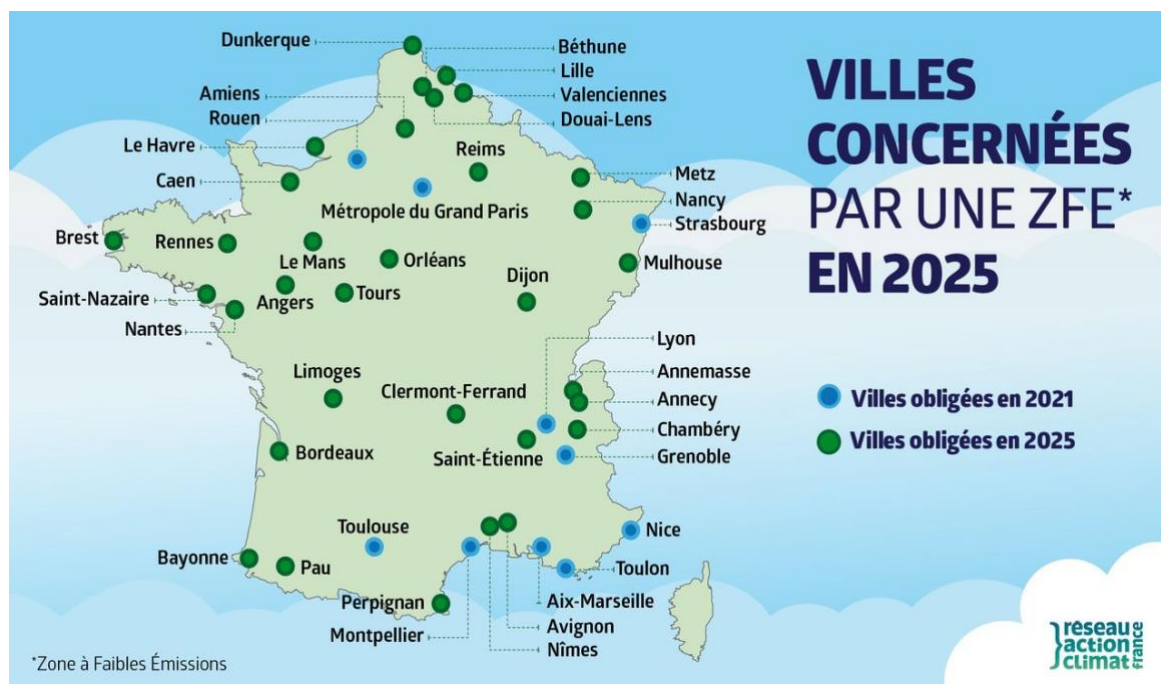 Dunkerque
Béthune
Lille
Amiens
Valenciennes
Rouen
Douai-Lens
Le Havre
Reims
Caen
Metz
Nancy
Métropole du Grand Paris
Strasbourg
Brest
Rennes
Le Mans
Orléans
Mulhouse
Dijon
Saint-Nazaire
Angers
Tours
Nantes
Lyon
Annemasse
Limoges
Clermont-Ferrand
Annecy
Chambéry
Bordeaux
Saint-Étienne
Grenoble
Toulouse
Nice
Bayonne
Pau
Toulon
Perpignan
Aix-Marseille
Montpellier
Avignon
Nîmes
*Zone à Faibles Émissions
VILLES
CONCERNÉES
PAR UNE ZFE*
EN 2025
Villes obligées en 2021
Villes obligées en 2025
réseau
action
climat
france